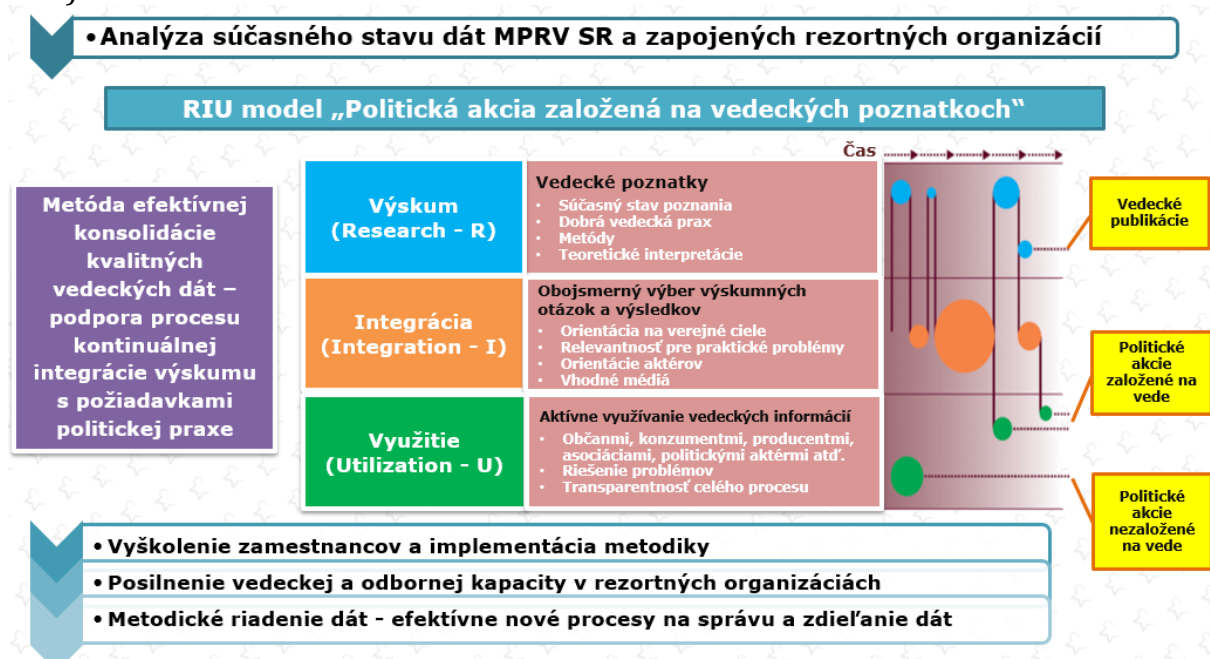 • Analýza súčasného stavu dát MPRV SR a zapojených rezortných organizácií
RIU model „Politická akcia založená na vedeckých poznatkoch“
Metóda efektívnej
konsolidácie
kvalitných
vedeckých dát –
podpora procesu
kontinuálnej
integrácie výskumu
s požiadavkami
politickej praxe
Čas
Výskum
(Research - R)
Vedecké poznatky
• Súčasný stav poznania
• Dobrá vedecká prax
• Metódy
• Teoretické interpretácie
Integrácia
(Integration - I)
Obojsmerný výber výskumných
otázok a výsledkov
• Orientácia na verejné ciele
• Relevantnosť pre praktické problémy
• Orientácie aktérov
• Vhodné médiá
Využitie
(Utilization - U)
Aktívne využívanie vedeckých informácií
• Občanmi, konzumentmi, producentmi,
asociáciami, politickými aktérmi atď.
• Riešenie problémov
• Transparentnosť celého procesu
Vedecké
publikácie
Politické
akcie
založené na
vede
Politické
akcie
nezaložené
na vede
• Vyškolenie zamestnancov a implementácia metodiky
• Posilnenie vedeckej a odbornej kapacity v rezortných organizáciách
• Metodické riadenie dát - efektívne nové procesy na správu a zdieľanie dát